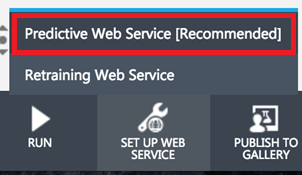 Predictive Web Service [Recommended]
Retraining Web Service
RUN
SET UP WEB
SERVICE
PUBLISH TO
GALLERY